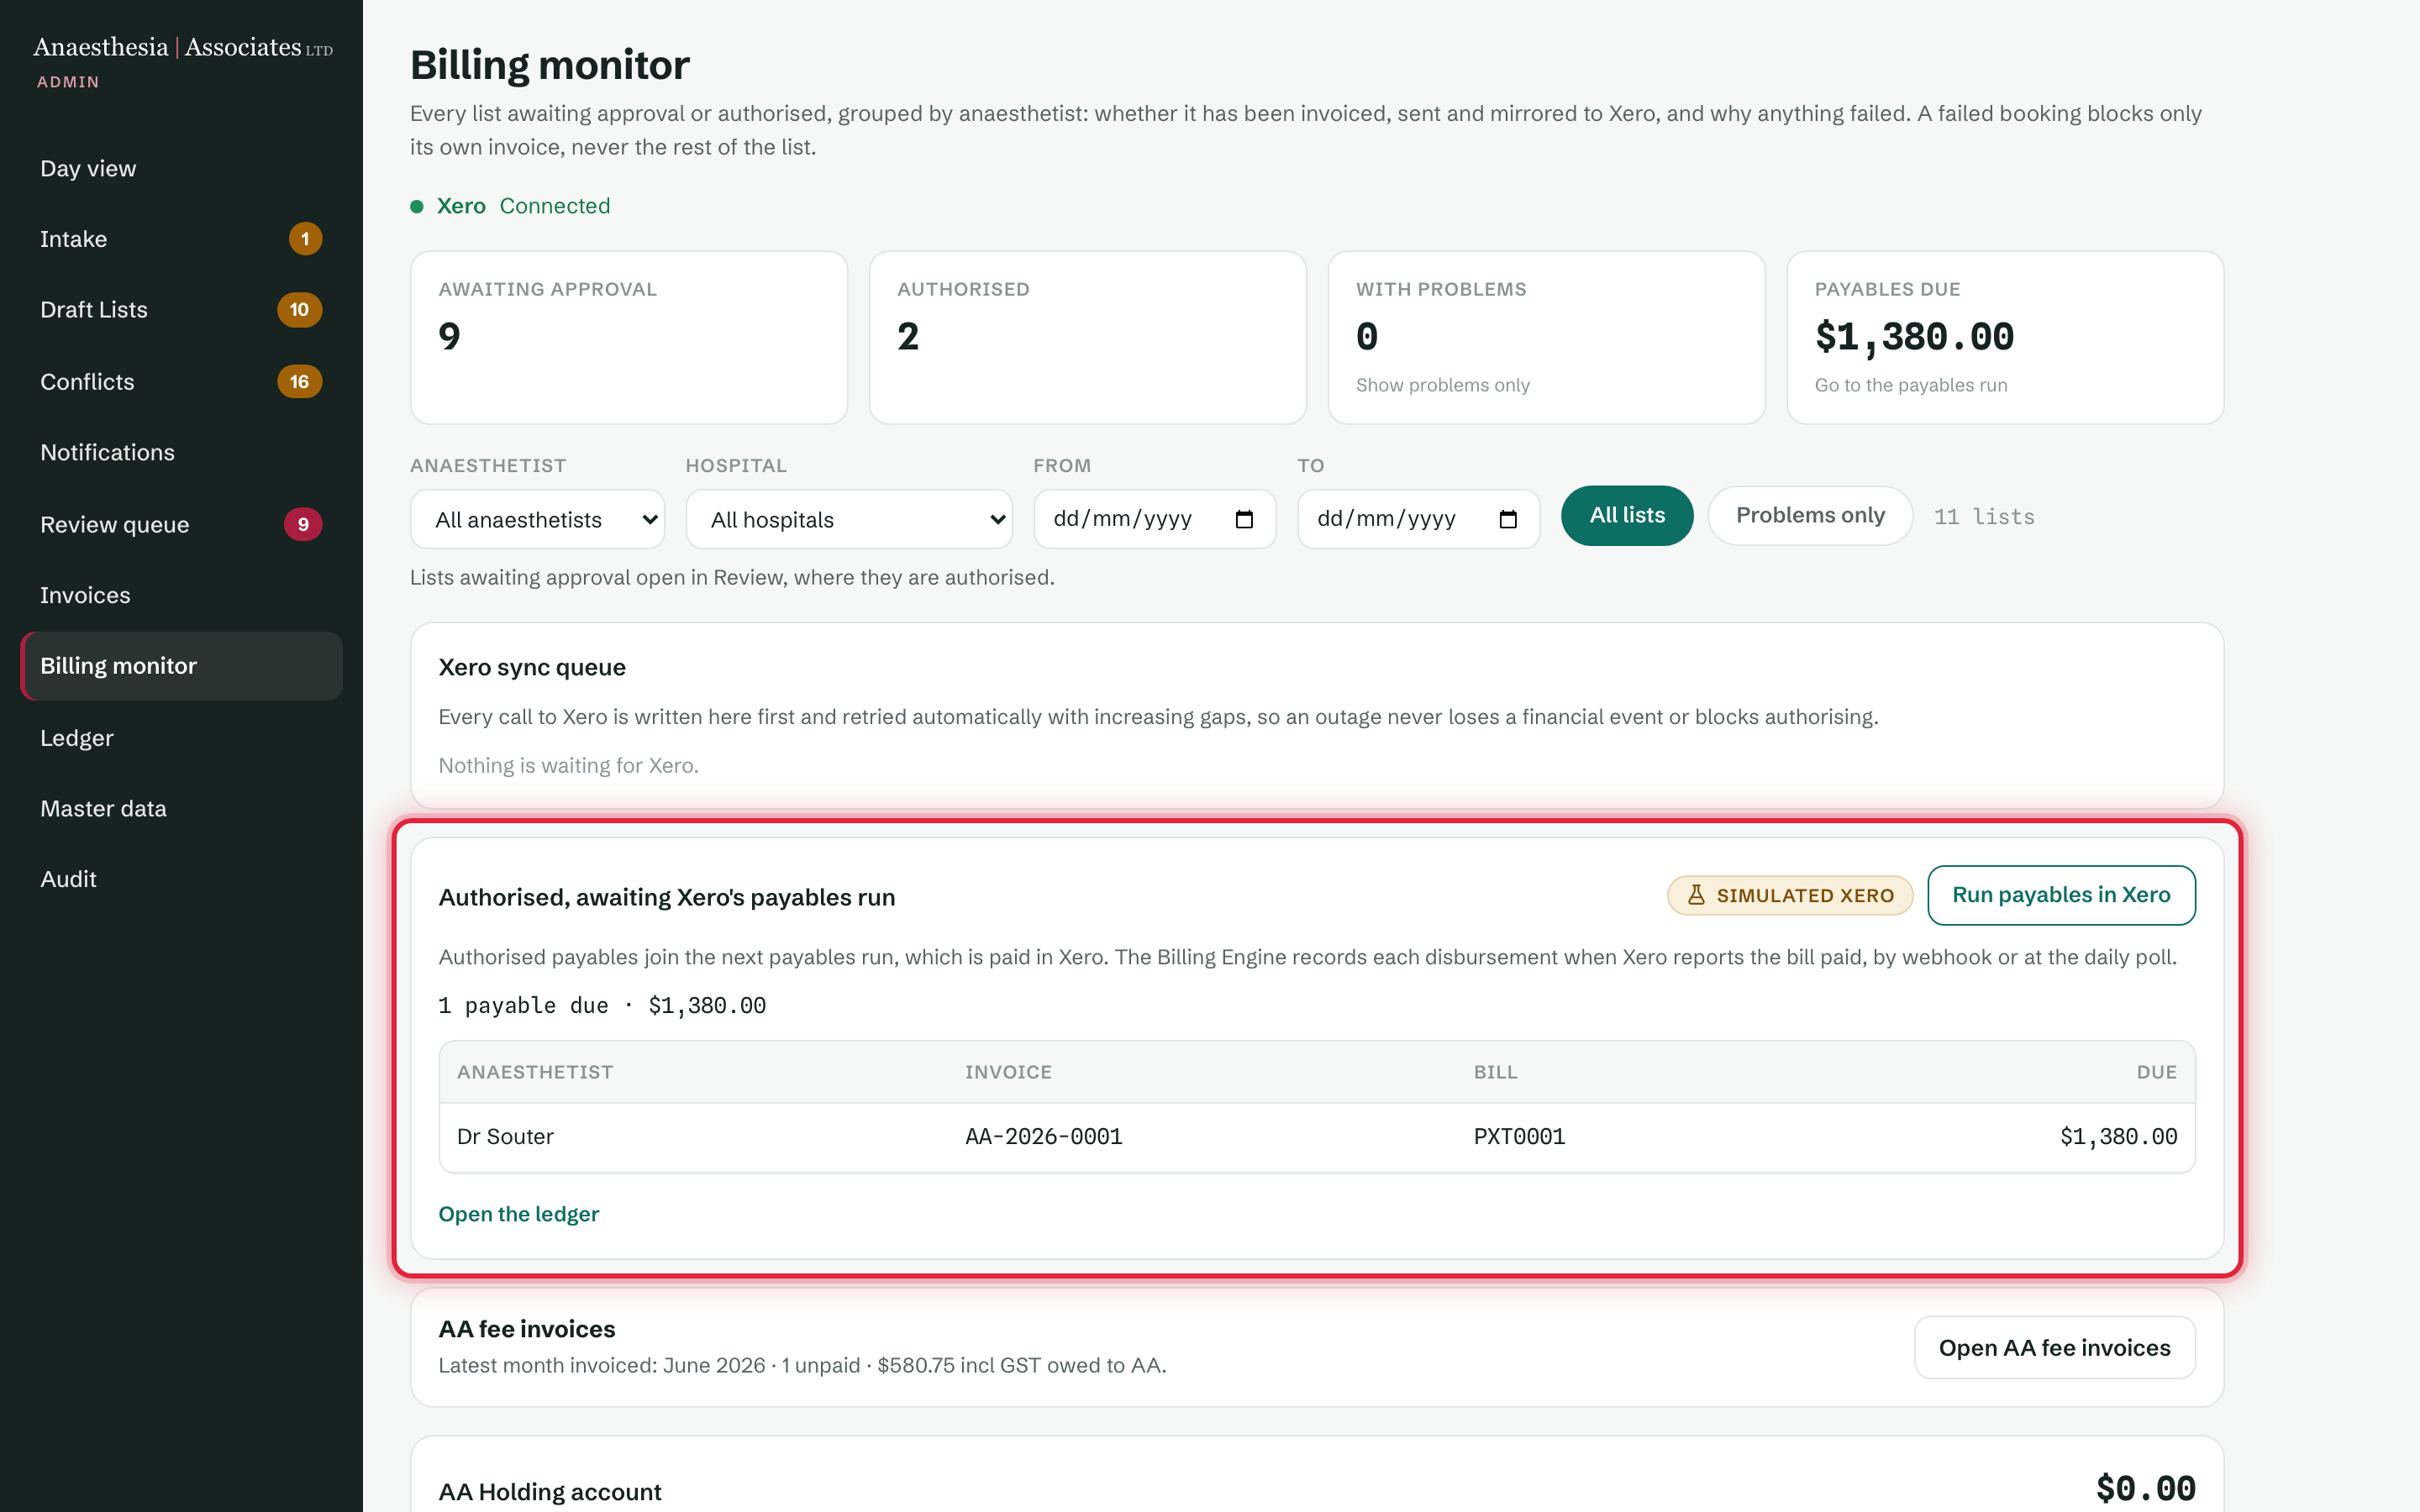 Anaesthesia | Associates LTD
ADMIN
Day view
Intake 1
Draft Lists 10
Conflicts 16
Notifications
Review queue 9
Invoices
Billing monitor
Ledger
Master data
Audit
Billing monitor
Every list awaiting approval or authorised, grouped by anaesthetist: whether it has been invoiced, sent and mirrored to Xero, and why anything failed. A failed booking blocks only
its own invoice, never the rest of the list.
Xero Connected
AWAITING APPROVAL
9
AUTHORISED
2
WITH PROBLEMS
0
Show problems only
PAYABLES DUE
$1,380.00
Go to the payables run
ANAESTHETIST HOSPITAL FROM TO
All anaesthetists All hospitals dd/mm/yyyy dd/mm/yyyy All lists Problems only 11 lists
Lists awaiting approval open in Review, where they are authorised.
Xero sync queue
Every call to Xero is written here first and retried automatically with increasing gaps, so an outage never loses a financial event or blocks authorising.
Nothing is waiting for Xero.
Authorised, awaiting Xero's payables run SIMULATED XERO Run payables in Xero
Authorised payables join the next payables run, which is paid in Xero. The Billing Engine records each disbursement when Xero reports the bill paid, by webhook or at the daily poll.
1 payable due · $1,380.00
ANAESTHETIST INVOICE BILL DUE
Dr Souter AA-2026-0001 PXT0001 $1,380.00
Open the ledger
AA fee invoices
Latest month invoiced: June 2026 · 1 unpaid · $580.75 incl GST owed to AA.
Open AA fee invoices
AA Holding account $0.00